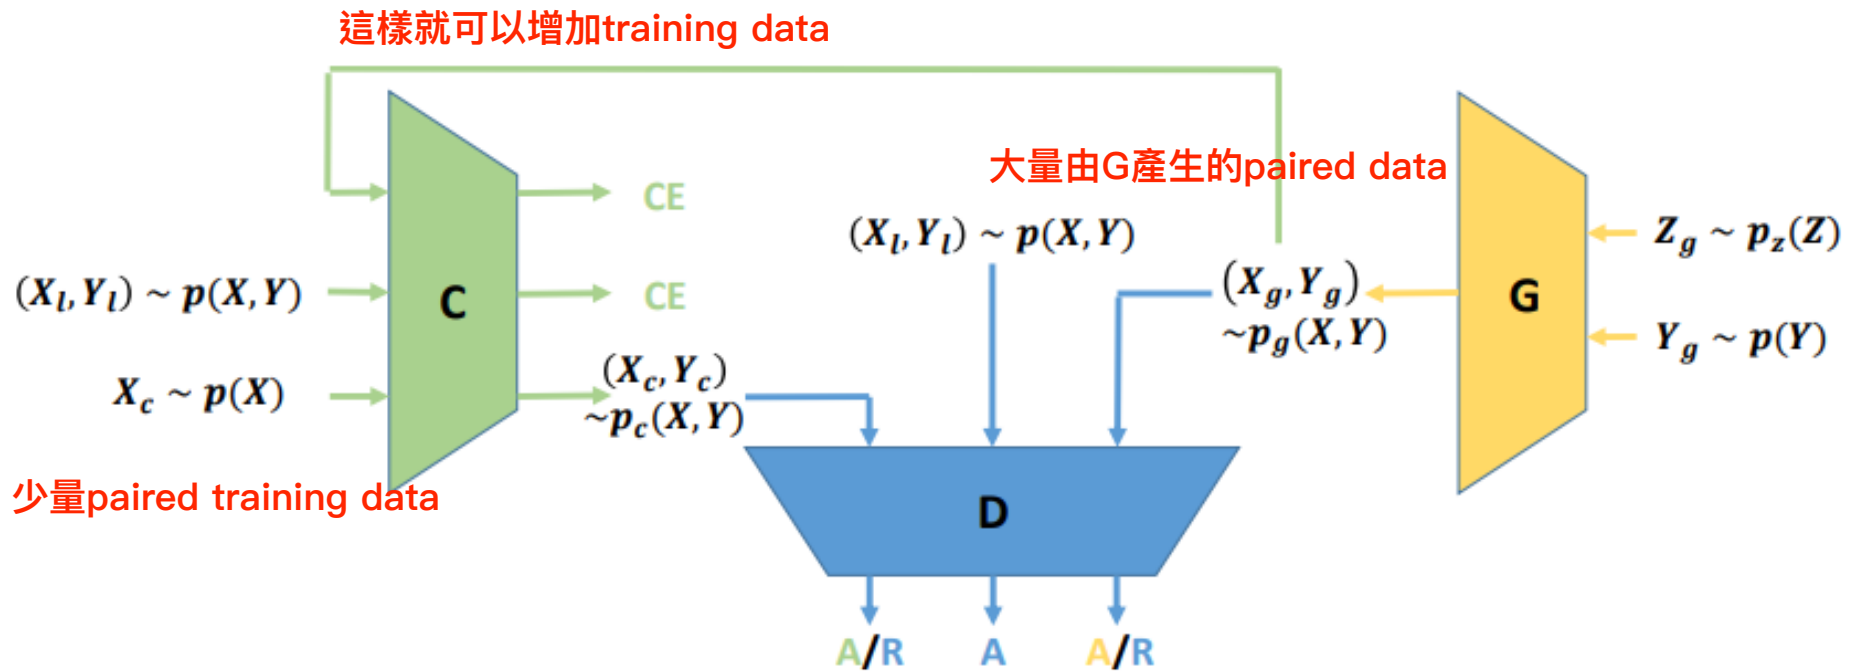 這樣就可以增加training data
大量由G產生的paired data
CE
(X_l, Y_l) ~ p(X, Y)
Z_g ~ p_z(Z)
(X_l, Y_l) ~ p(X, Y)
C
CE
(X_g, Y_g)
~p_g(X, Y)
G
Y_g ~ p(Y)
X_c ~ p(X)
(X_c, Y_c)
~p_c(X, Y)
少量paired training data
D
A/R
A
A/R